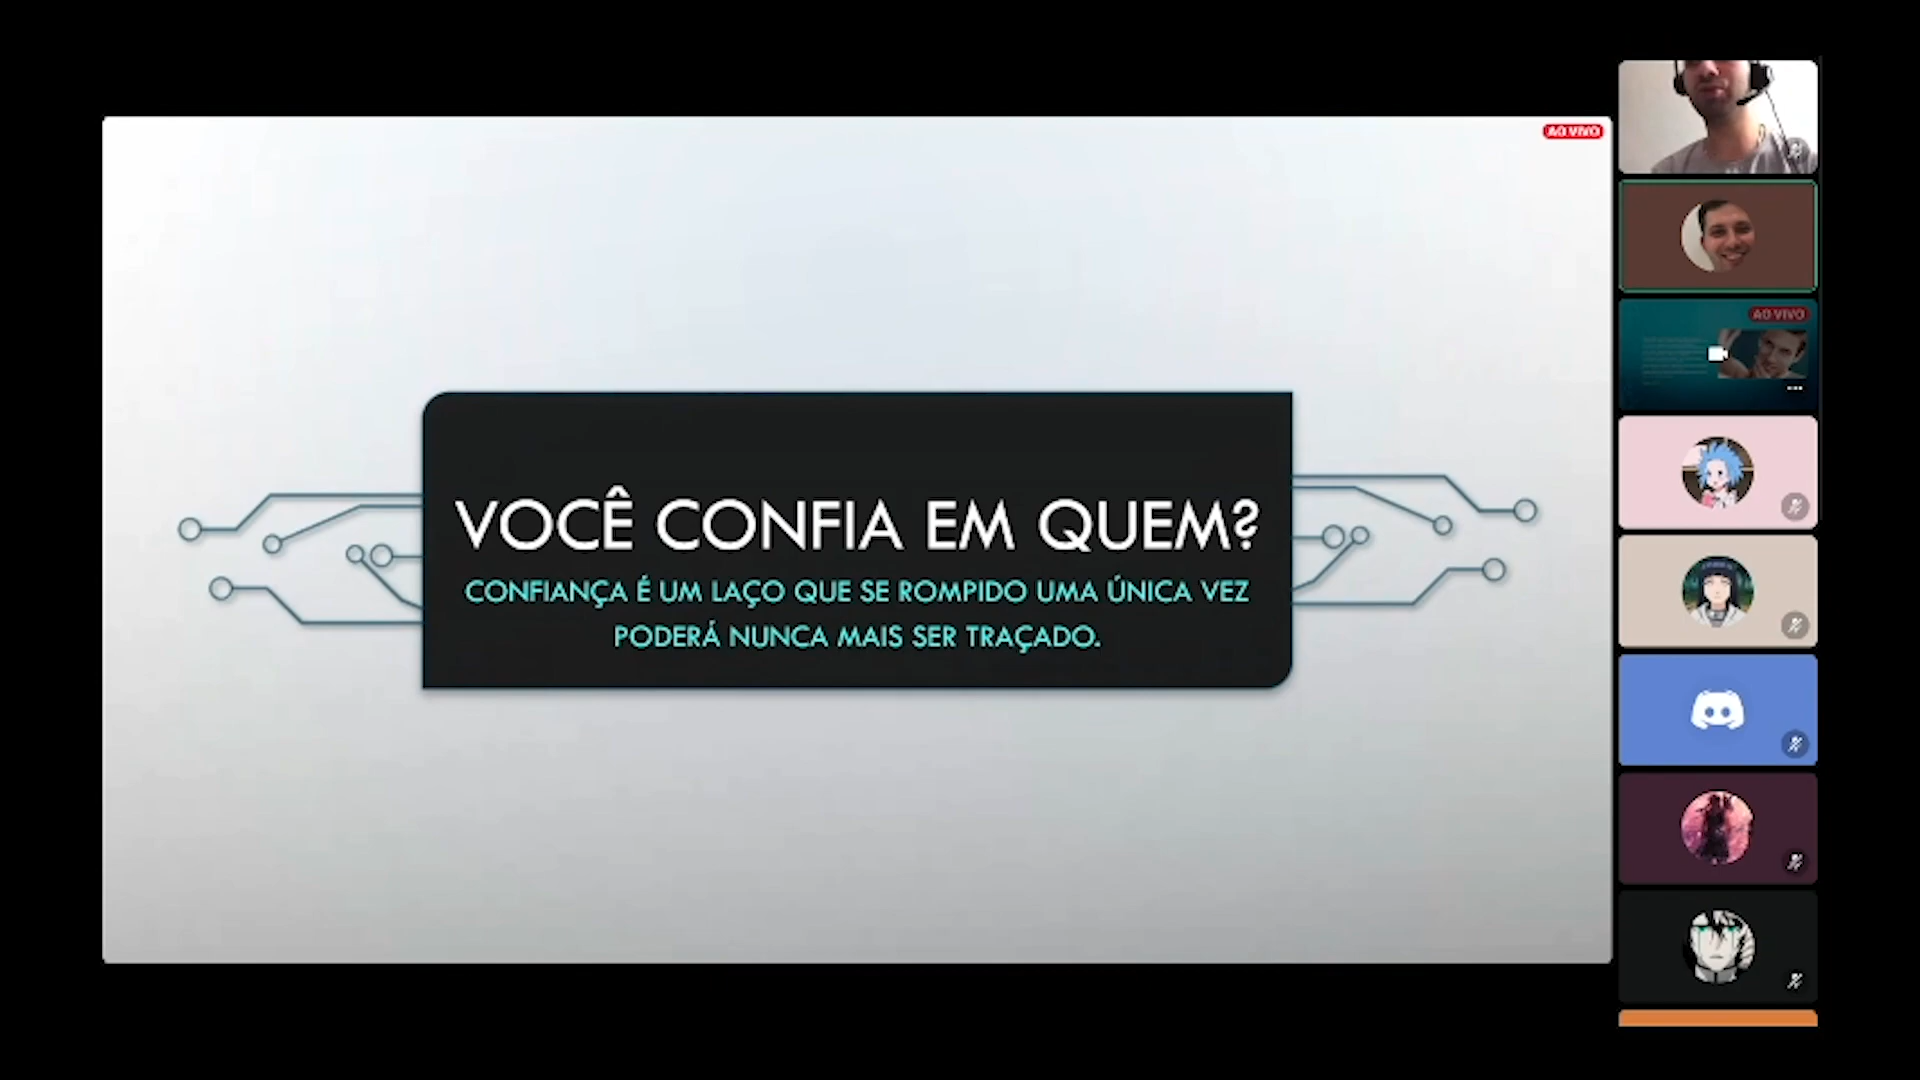 AO VIVO
VOCÊ CONFIA EM QUEM?
CONFIANÇA É UM LAÇO QUE SE ROMPIDO UMA ÚNICA VEZ
PODERÁ NUNCA MAIS SER TRAÇADO.
AO VIVO